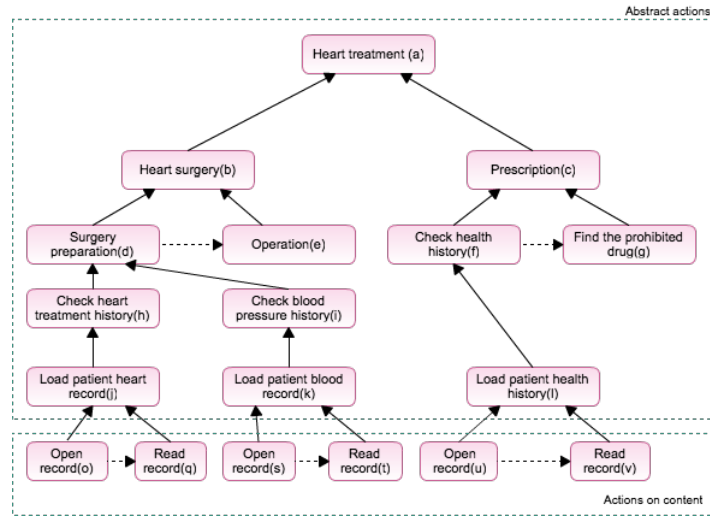 Abstract actions
Heart treatment (a)
Heart surgery(b)
Prescription(c)
Surgery
preparation(d)
Operation(e)
Check health
history(f)
Find the prohibited
drug(g)
Check heart
treatment history(h)
Check blood
pressure history(i)
Load patient heart
record(j)
Load patient blood
record(k)
Load patient health
history(l)
Open
record(o)
Read
record(q)
Open
record(s)
Read
record(t)
Open
record(u)
Read
record(v)
Actions on content